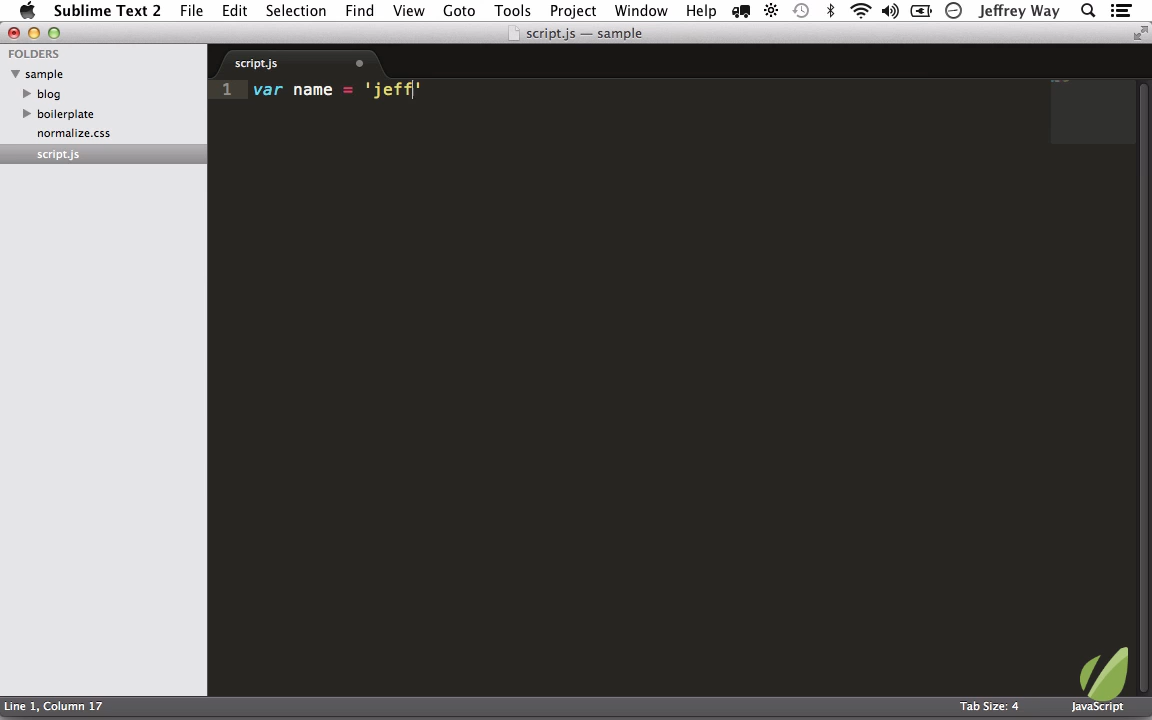 Sublime Text 2 File Edit Selection Find View Goto Tools Project Window Help Jeffrey Way
script.js — sample
FOLDERS
sample
blog
boilerplate
normalize.css
script.js
script.js
1 var name = 'jeff'
Line 1, Column 17 Tab Size: 4 JavaScript